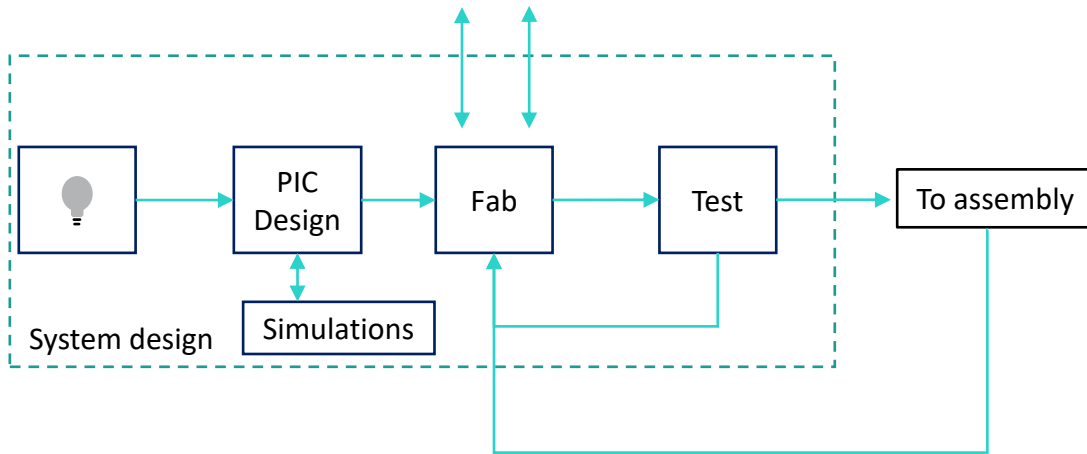 PIC
Design
Fab
Test
To assembly
Simulations
System design